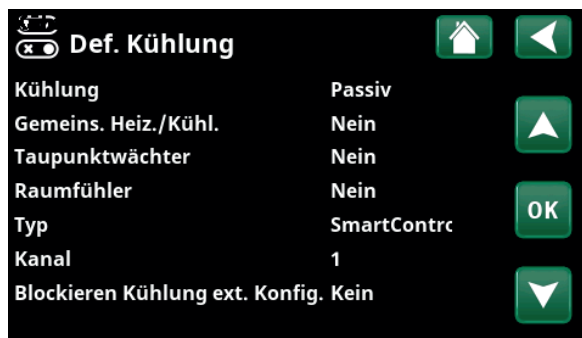 Def. Kühlung
Kühlung Passiv
Gemeins. Heiz./Kühl. Nein
Taupunktwächter Nein
Raumfühler Nein
Typ SmartContrc
OK
Kanal 1
Blockieren Kühlung ext. Konfig. Kein